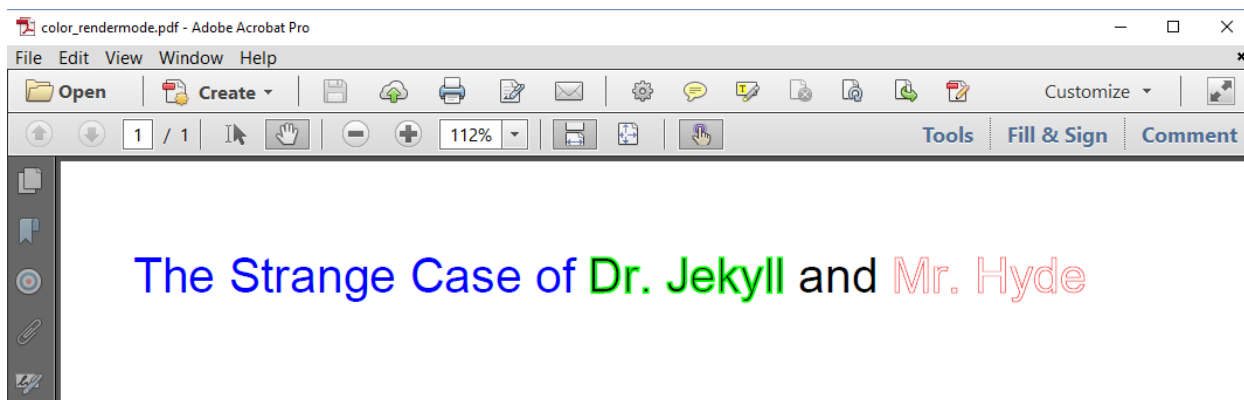 color_rendermode.pdf - Adobe Acrobat Pro
File Edit View Window Help
Open Create Customize
1 / 1 112% Tools Fill & Sign Comment
The Strange Case of Dr. Jekyll and Mr. Hyde